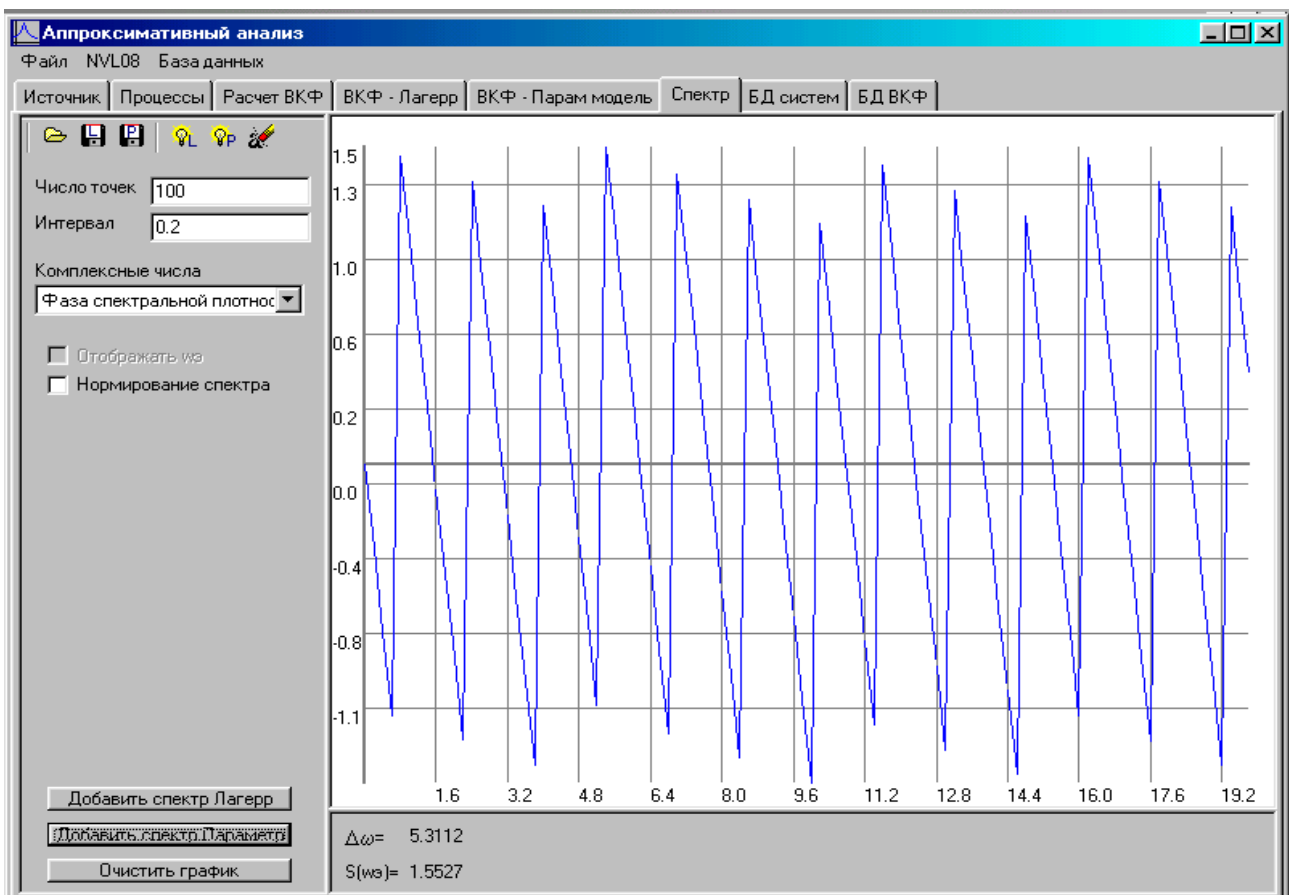 Аппроксимативный анализ
Файл NVL08 База данных
Источник Процессы Расчет ВКФ ВКФ - Лагерр ВКФ - Парам модель Спектр БД систем БД ВКФ
L P L P
Число точек 100
Интервал 0.2
Комплексные числа
Фаза спектральной плотнос
Отображать wэ
Нормирование спектра
Добавить спектр Лагерр
Добавить спектр Параметр
Очистить график
1.5
1.3
1.0
0.6
0.2
0.0
-0.4
-0.8
-1.1
1.6 3.2 4.8 6.4 8.0 9.6 11.2 12.8 14.4 16.0 17.6 19.2
Δω= 5.3112
S(wэ)= 1.5527